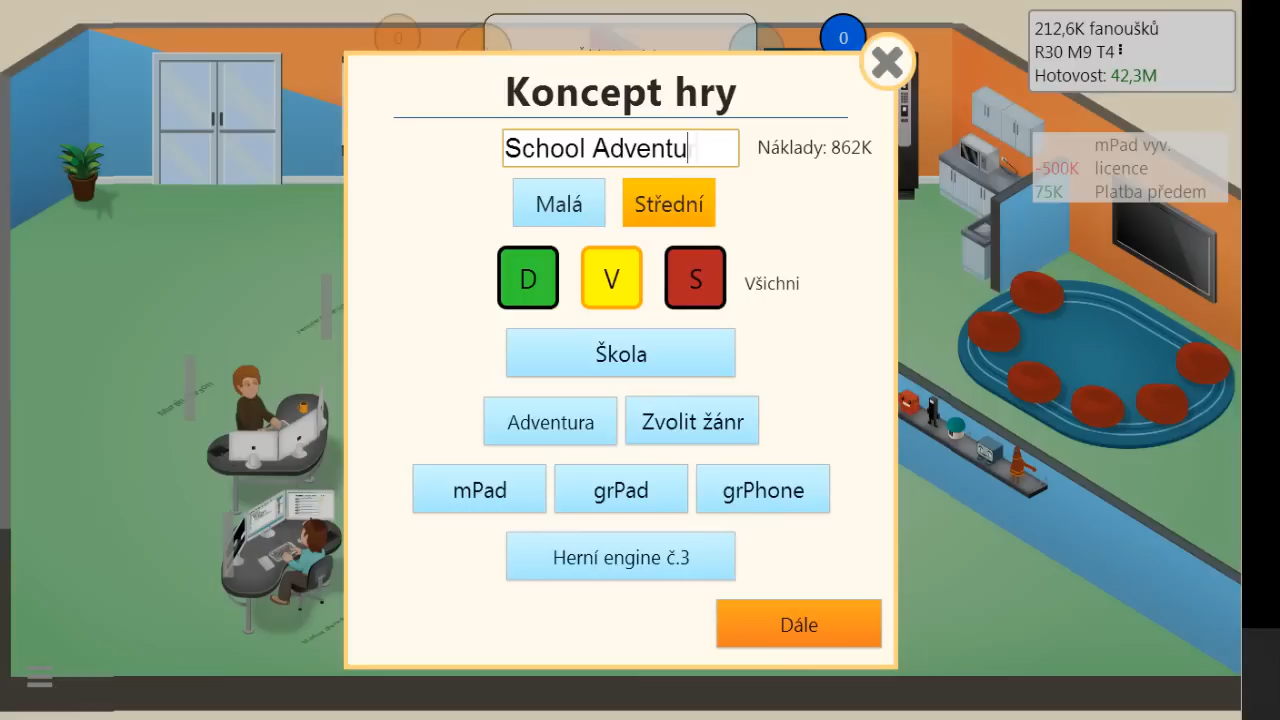 0
0
212,6K fanoušků
R30 M9 T4
Hotovost: 42,3M
Koncept hry
School Adventu
Náklady: 862K
mPad vyv.
-500K licence
75K Platba předem
Malá Střední
D V S Všichni
Škola
Adventura Zvolit žánr
mPad grPad grPhone
Herní engine č.3
Dále